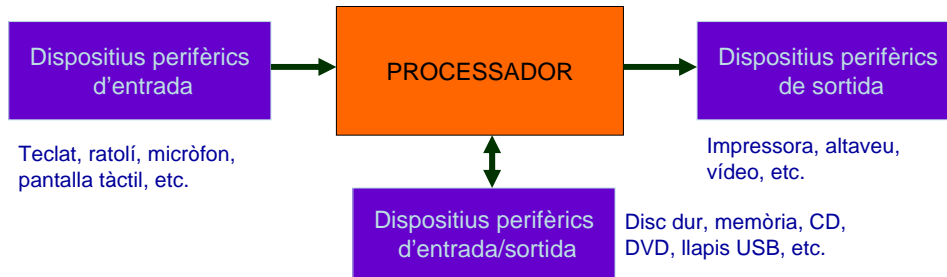 Dispositius perifèrics
d'entrada
PROCESSADOR
Dispositius perifèrics
de sortida
Teclat, ratolí, micròfon,
pantalla tàctil, etc.
Impressora, altaveu,
vídeo, etc.
Dispositius perifèrics
d'entrada/sortida
Disc dur, memòria, CD,
DVD, llapis USB, etc.